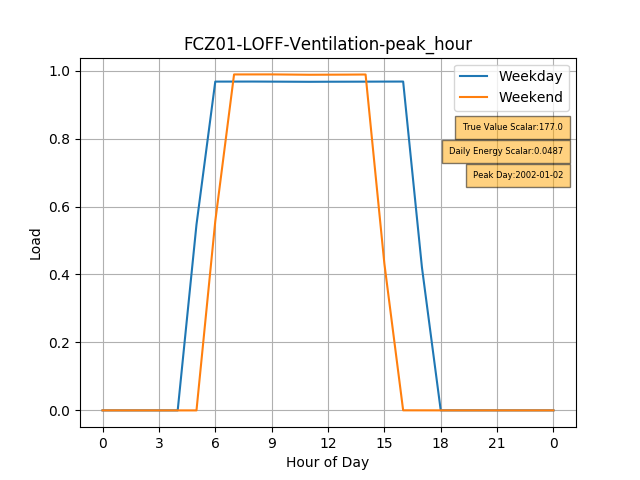 FCZ01-LOFF-Ventilation-peak_hour
Load
1.0
0.8
0.6
0.4
0.2
0.0
Weekday
Weekend
True Value Scalar:177.0
Daily Energy Scalar:0.0487
Peak Day:2002-01-02
0 3 6 9 12 15 18 21 0
Hour of Day